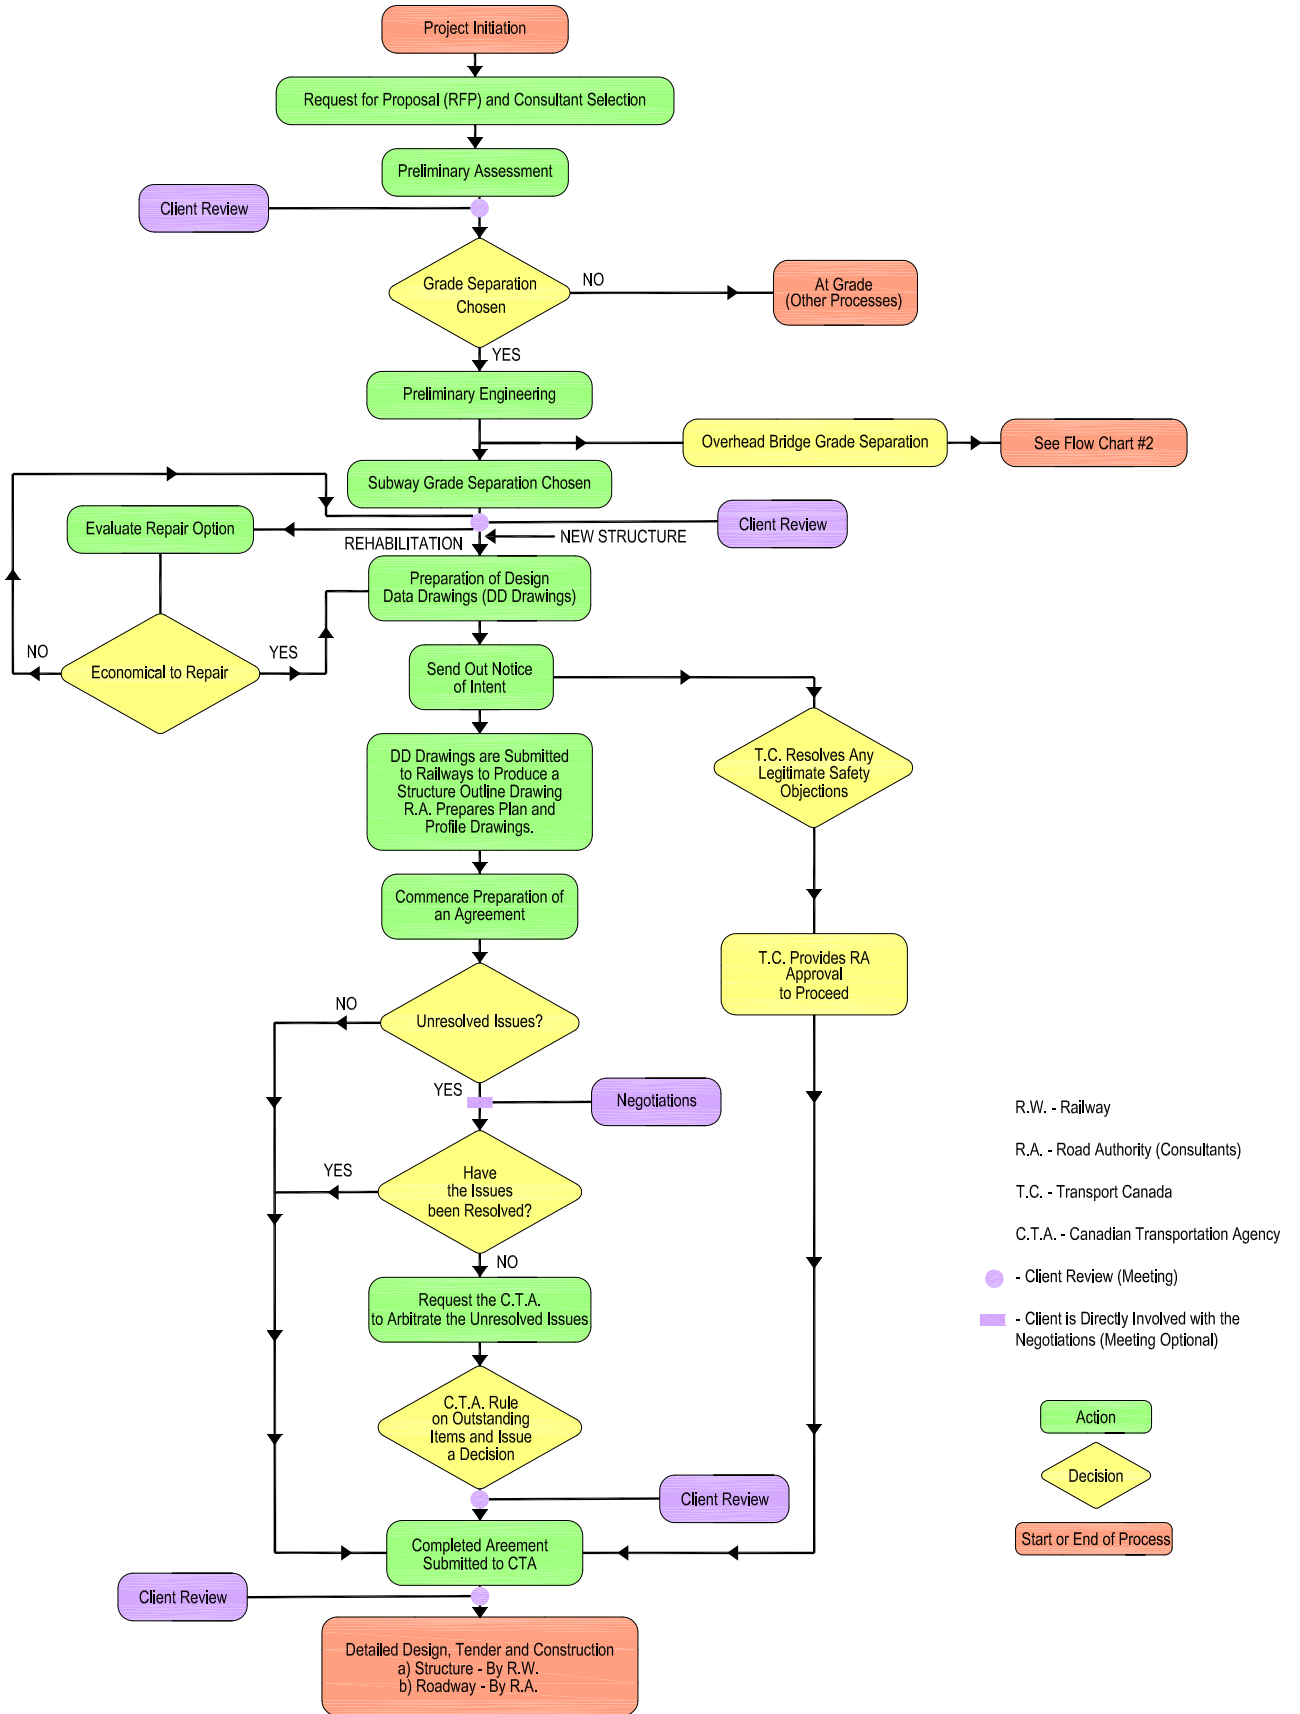 Project Initiation
Request for Proposal (RFP) and Consultant Selection
Preliminary Assessment
Client Review
Grade Separation
Chosen
NO
At Grade
(Other Processes)
YES
Preliminary Engineering
Overhead Bridge Grade Separation
See Flow Chart #2
Subway Grade Separation Chosen
Evaluate Repair Option
Client Review
REHABILITATION
NEW STRUCTURE
Preparation of Design
Data Drawings (DD Drawings)
NO
Economical to Repair
YES
Send Out Notice
of Intent
DD Drawings are Submitted
to Railways to Produce a
Structure Outline Drawing
R.A. Prepares Plan and
Profile Drawings.
T.C. Resolves Any
Legitimate Safety
Objections
Commence Preparation of
an Agreement
T.C. Provides RA
Approval
to Proceed
NO
Unresolved Issues?
YES
Negotiations
YES
Have
the Issues
been Resolved?
NO
Request the C.T.A.
to Arbitrate the Unresolved Issues
C.T.A. Rule
on Outstanding
Items and Issue
a Decision
Client Review
Completed Areement
Submitted to CTA
Client Review
Detailed Design, Tender and Construction
a) Structure - By R.W.
b) Roadway - By R.A.
R.W. - Railway
R.A. - Road Authority (Consultants)
T.C. - Transport Canada
C.T.A. - Canadian Transportation Agency
- Client Review (Meeting)
- Client is Directly Involved with the
Negotiations (Meeting Optional)
Action
Decision
Start or End of Process